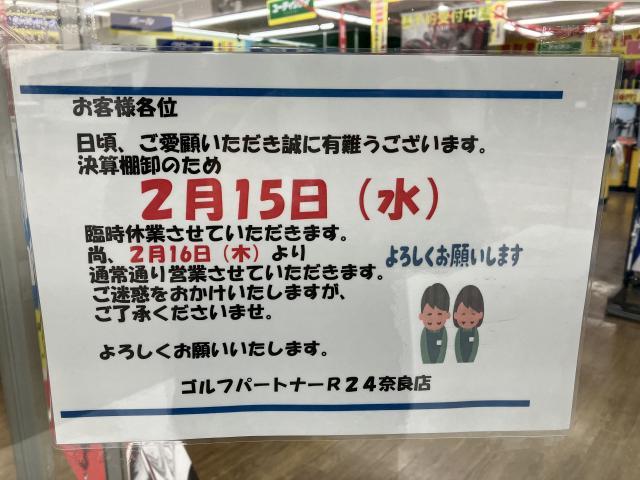 お客様各位
日頃、ご愛顧いただき誠に有難うございます。
決算棚卸のため
2月15日（水）
臨時休業させていただきます。
尚、2月16日（木）より
通常通り営業させていただきます。
よろしくお願いします
ご迷惑をおかけいたしますが、
ご了承くださいませ。
よろしくお願いいたします。
ゴルフパートナーR24奈良店